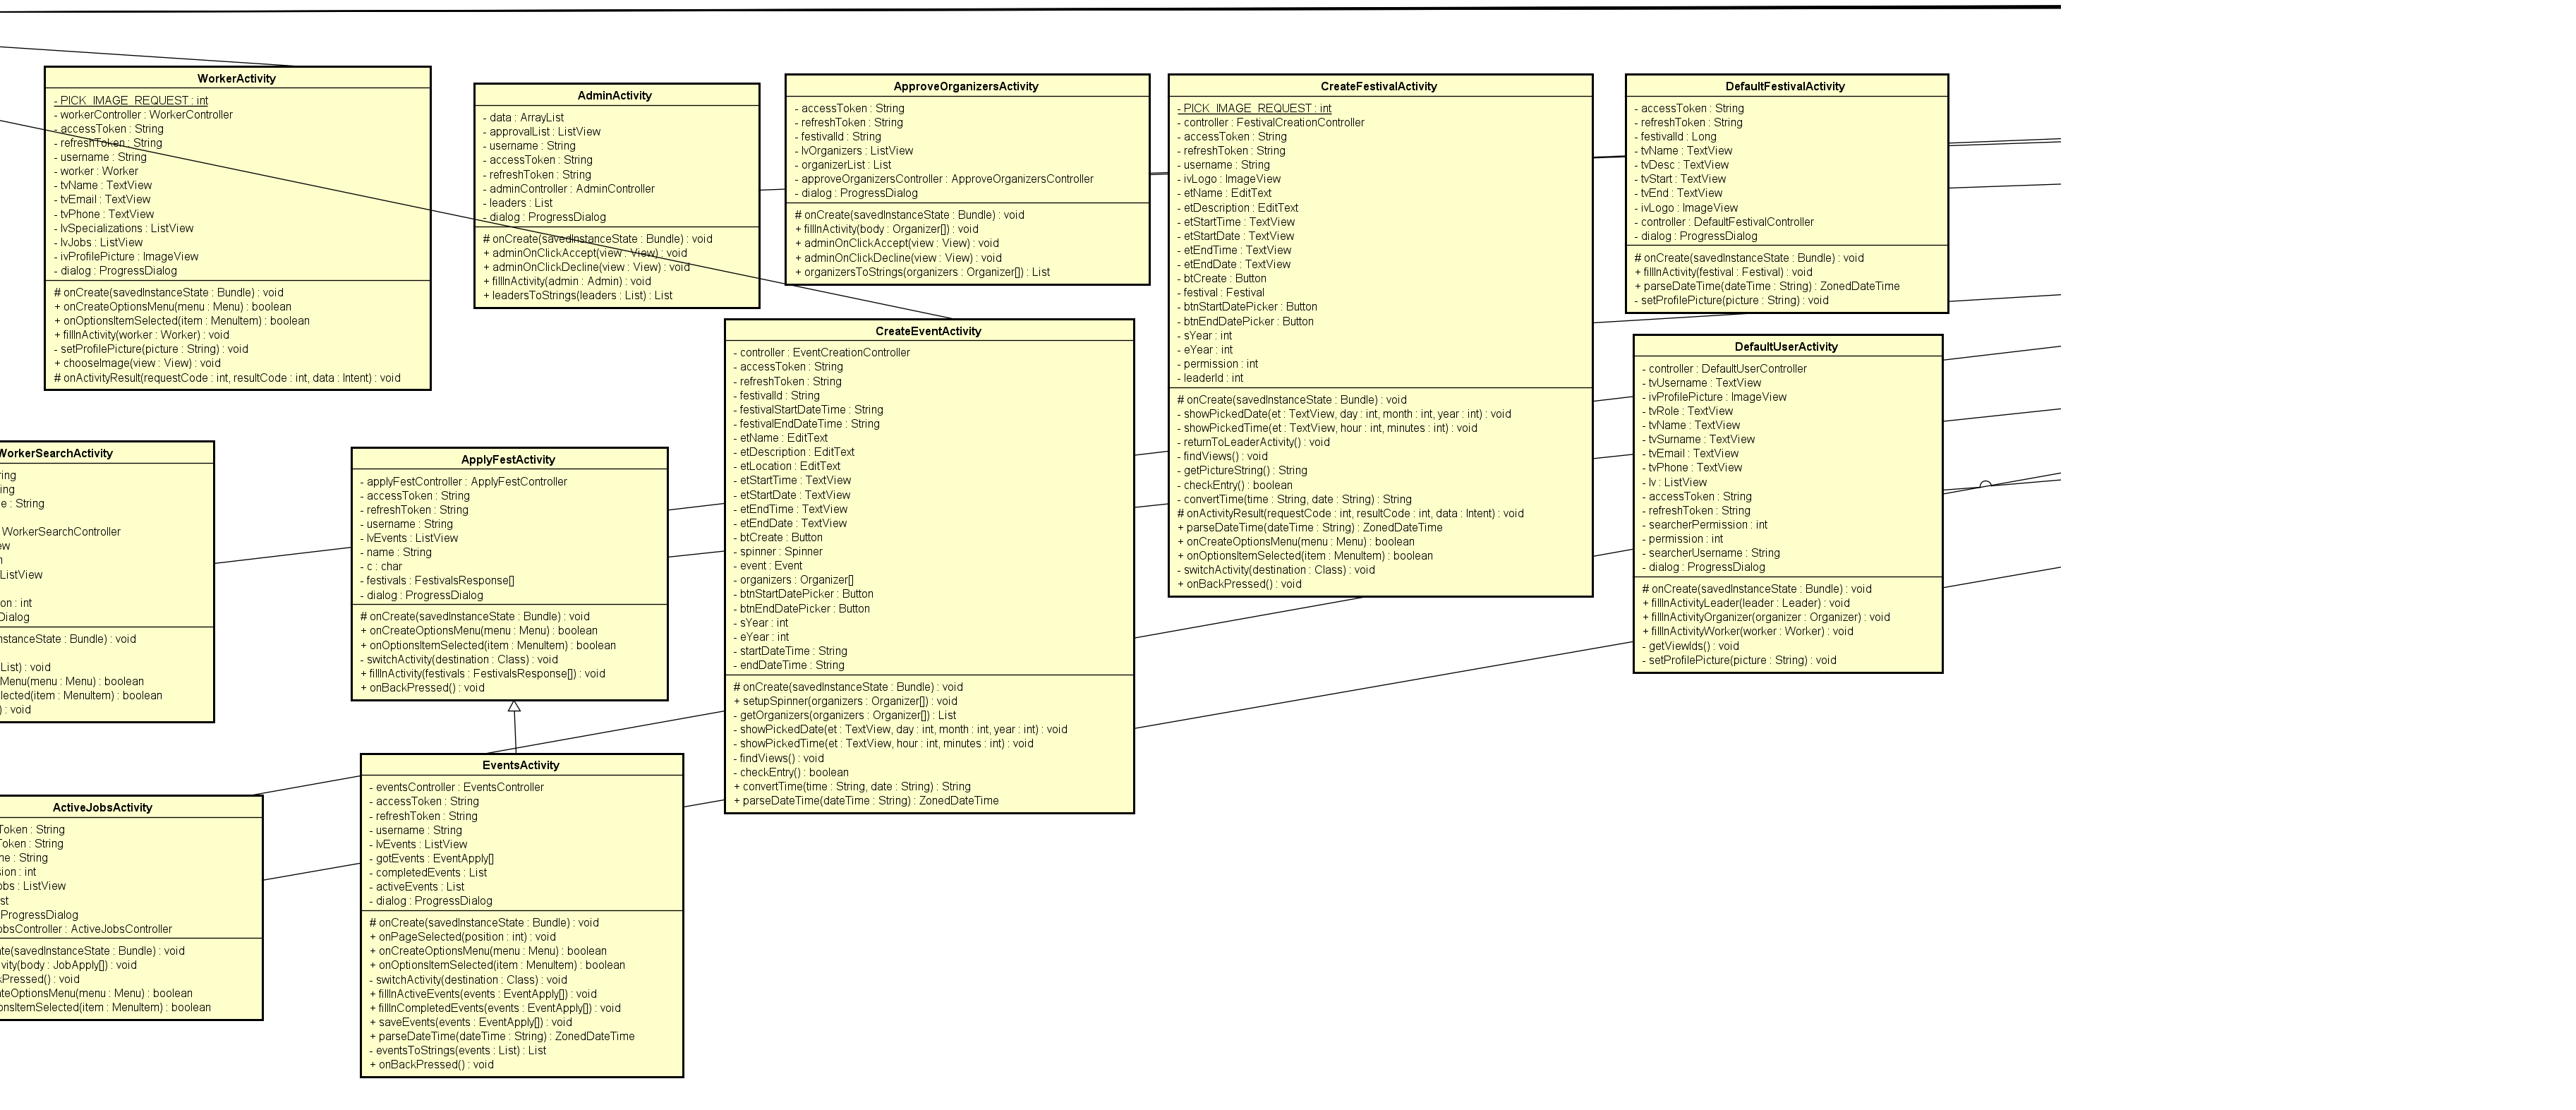 WorkerActivity
- PICK_IMAGE_REQUEST : int
- workerController : WorkerController
- accessToken : String
- refreshToken : String
- username : String
- worker : Worker
- tvName : TextView
- tvEmail : TextView
- tvPhone : TextView
- lvSpecializations : ListView
- lvJobs : ListView
- ivProfilePicture : ImageView
- dialog : ProgressDialog
# onCreate(savedInstanceState : Bundle) : void
+ onCreateOptionsMenu(menu : Menu) : boolean
+ onOptionsItemSelected(item : MenuItem) : boolean
+ fillInActivity(worker : Worker) : void
- setProfilePicture(picture : String) : void
+ chooseImage(view : View) : void
# onActivityResult(requestCode : int, resultCode : int, data : Intent) : void
AdminActivity
- data : ArrayList
- approvalList : ListView
- username : String
- accessToken : String
- refreshToken : String
- adminController : AdminController
- leaders : List
- dialog : ProgressDialog
# onCreate(savedInstanceState : Bundle) : void
+ adminOnClickAccept(view : View) : void
+ adminOnClickDecline(view : View) : void
+ fillInActivity(admin : Admin) : void
+ leadersToStrings(leaders : List) : List
ApproveOrganizersActivity
- accessToken : String
- refreshToken : String
- festivalId : String
- lvOrganizers : ListView
- organizerList : List
- approveOrganizersController : ApproveOrganizersController
- dialog : ProgressDialog
# onCreate(savedInstanceState : Bundle) : void
+ fillInActivity(body : Organizer[]) : void
+ adminOnClickAccept(view : View) : void
+ adminOnClickDecline(view : View) : void
+ organizersToStrings(organizers : Organizer[]) : List
CreateFestivalActivity
- PICK_IMAGE_REQUEST : int
- controller : FestivalCreationController
- accessToken : String
- refreshToken : String
- username : String
- ivLogo : ImageView
- etName : EditText
- etDescription : EditText
- etStartTime : TextView
- etStartDate : TextView
- etEndTime : TextView
- etEndDate : TextView
- btCreate : Button
- festival : Festival
- btnStartDatePicker : Button
- btnEndDatePicker : Button
- sYear : int
- eYear : int
- permission : int
- leaderId : int
# onCreate(savedInstanceState : Bundle) : void
- showPickedDate(et : TextView, day : int, month : int, year : int) : void
- showPickedTime(et : TextView, hour : int, minutes : int) : void
- returnToLeaderActivity() : void
- findViews() : void
- getPictureString() : String
- checkEntry() : boolean
- convertTime(time : String, date : String) : String
# onActivityResult(requestCode : int, resultCode : int, data : Intent) : void
+ parseDateTime(dateTime : String) : ZonedDateTime
+ onCreateOptionsMenu(menu : Menu) : boolean
+ onOptionsItemSelected(item : MenuItem) : boolean
- switchActivity(destination : Class) : void
+ onBackPressed() : void
DefaultFestivalActivity
- accessToken : String
- refreshToken : String
- festivalId : Long
- tvName : TextView
- tvDesc : TextView
- tvStart : TextView
- tvEnd : TextView
- ivLogo : ImageView
- controller : DefaultFestivalController
- dialog : ProgressDialog
# onCreate(savedInstanceState : Bundle) : void
+ fillInActivity(festival : Festival) : void
+ parseDateTime(dateTime : String) : ZonedDateTime
- setProfilePicture(picture : String) : void
CreateEventActivity
- controller : EventCreationController
- accessToken : String
- refreshToken : String
- festivalId : String
- festivalStartDateTime : String
- festivalEndDateTime : String
- etName : EditText
- etDescription : EditText
- etLocation : EditText
- etStartTime : TextView
- etStartDate : TextView
- etEndTime : TextView
- etEndDate : TextView
- btCreate : Button
- spinner : Spinner
- event : Event
- organizers : Organizer[]
- btnStartDatePicker : Button
- btnEndDatePicker : Button
- sYear : int
- eYear : int
- startDateTime : String
- endDateTime : String
# onCreate(savedInstanceState : Bundle) : void
+ setupSpinner(organizers : Organizer[]) : void
- getOrganizers(organizers : Organizer[]) : List
- showPickedDate(et : TextView, day : int, month : int, year : int) : void
- showPickedTime(et : TextView, hour : int, minutes : int) : void
- findViews() : void
- checkEntry() : boolean
+ convertTime(time : String, date : String) : String
+ parseDateTime(dateTime : String) : ZonedDateTime
DefaultUserActivity
- controller : DefaultUserController
- tvUsername : TextView
- ivProfilePicture : ImageView
- tvRole : TextView
- tvName : TextView
- tvSurname : TextView
- tvEmail : TextView
- tvPhone : TextView
- lv : ListView
- accessToken : String
- refreshToken : String
- searcherPermission : int
- permission : int
- searcherUsername : String
- dialog : ProgressDialog
# onCreate(savedInstanceState : Bundle) : void
+ fillInActivityLeader(leader : Leader) : void
+ fillInActivityOrganizer(organizer : Organizer) : void
+ fillInActivityWorker(worker : Worker) : void
- getViewIds() : void
- setProfilePicture(picture : String) : void
WorkerSearchActivity
ring
ing
e : String
WorkerSearchController
ew
n
ListView
on : int
Dialog
nstanceState : Bundle) : void
List) : void
Menu(menu : Menu) : boolean
elected(item : MenuItem) : boolean
) : void
ApplyFestActivity
- applyFestController : ApplyFestController
- accessToken : String
- refreshToken : String
- username : String
- lvEvents : ListView
- name : String
- c : char
- festivals : FestivalsResponse[]
- dialog : ProgressDialog
# onCreate(savedInstanceState : Bundle) : void
+ onCreateOptionsMenu(menu : Menu) : boolean
+ onOptionsItemSelected(item : MenuItem) : boolean
- switchActivity(destination : Class) : void
+ fillInActivity(festivals : FestivalsResponse[]) : void
+ onBackPressed() : void
EventsActivity
- eventsController : EventsController
- accessToken : String
- refreshToken : String
- username : String
- lvEvents : ListView
- gotEvents : EventApply[]
- completedEvents : List
- activeEvents : List
- dialog : ProgressDialog
# onCreate(savedInstanceState : Bundle) : void
+ onPageSelected(position : int) : void
+ onCreateOptionsMenu(menu : Menu) : boolean
+ onOptionsItemSelected(item : MenuItem) : boolean
- switchActivity(destination : Class) : void
+ fillInActiveEvents(events : EventApply[]) : void
+ fillInCompletedEvents(events : EventApply[]) : void
+ saveEvents(events : EventApply[]) : void
+ parseDateTime(dateTime : String) : ZonedDateTime
- eventsToStrings(events : List) : List
+ onBackPressed() : void
ActiveJobsActivity
Token : String
Token : String
ne : String
sion : int
obs : ListView
st
ProgressDialog
obsController : ActiveJobsController
ate(savedInstanceState : Bundle) : void
ivity(body : JobApply[]) : void
kPressed() : void
ateOptionsMenu(menu : Menu) : boolean
onsItemSelected(item : MenuItem) : boolean